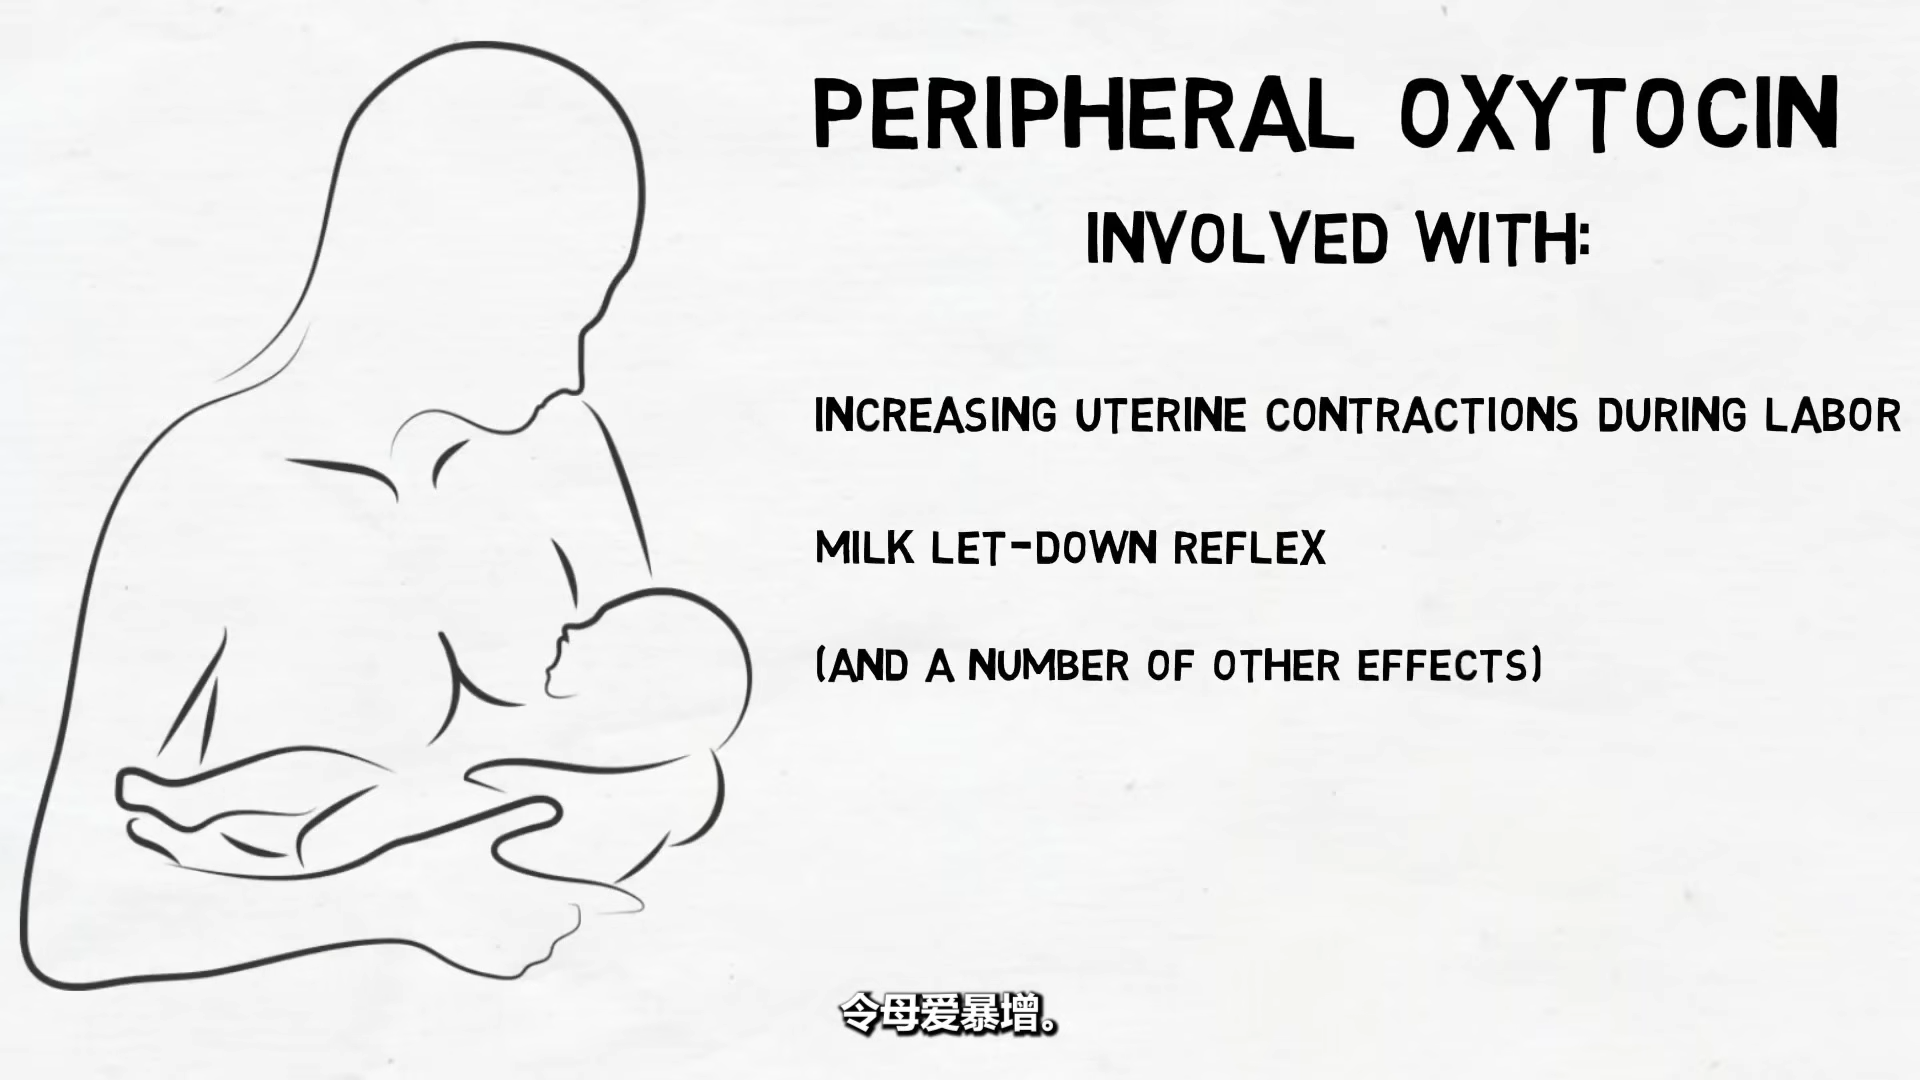 PERIPHERAL OXYTOCIN
INVOLVED WITH:
INCREASING UTERINE CONTRACTIONS DURING LABOR
MILK LET-DOWN REFLEX
(AND A NUMBER OF OTHER EFFECTS)
令母爱暴增。